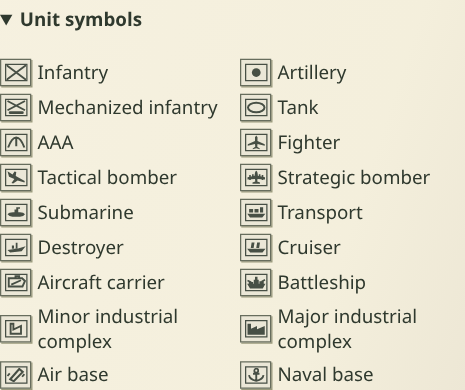 ▼ Unit symbols
Infantry
Artillery
Mechanized infantry
Tank
AAA
Fighter
Tactical bomber
Strategic bomber
Submarine
Transport
Destroyer
Cruiser
Aircraft carrier
Battleship
Minor industrial
complex
Major industrial
complex
Air base
Naval base